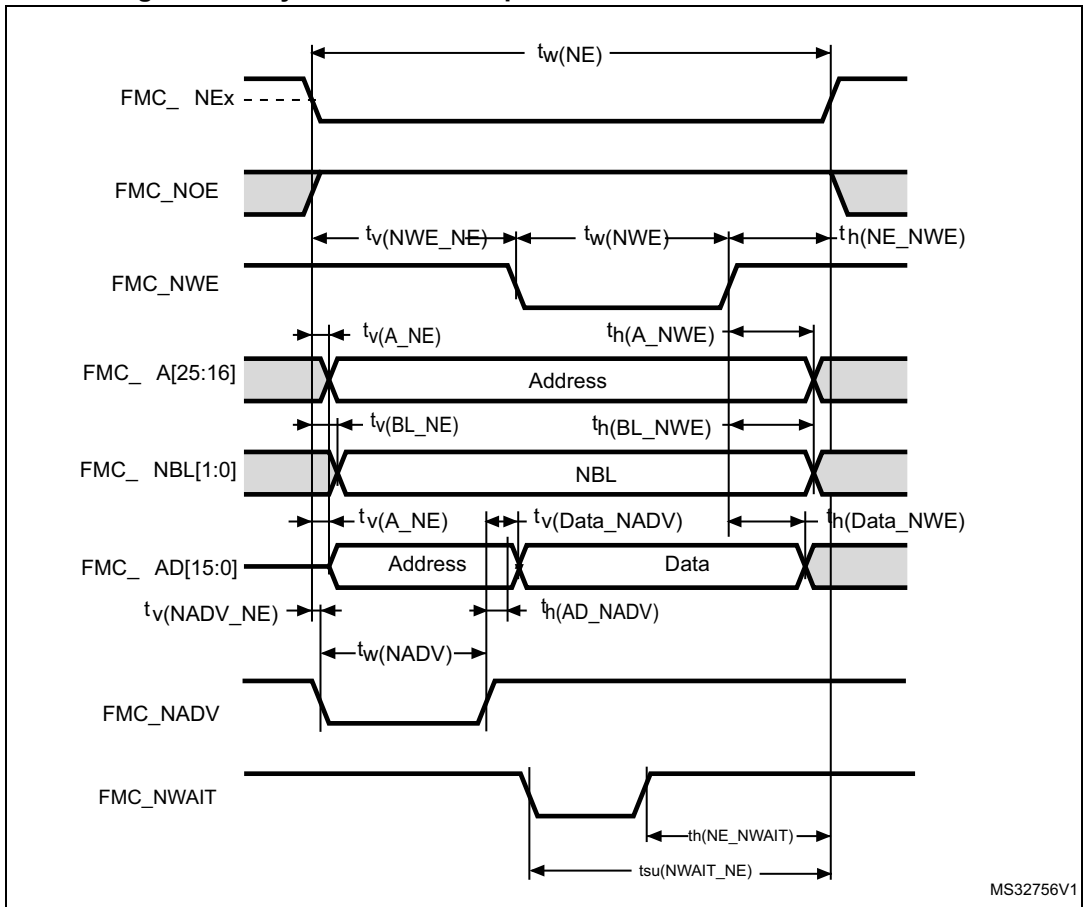 tw(NE)
FMC_ NEx
FMC_NOE
tv(NWE_NE) tw(NWE) th(NE_NWE)
FMC_NWE
tv(A_NE) th(A_NWE)
FMC_ A[25:16] Address
tv(BL_NE) th(BL_NWE)
FMC_ NBL[1:0] NBL
tv(A_NE) tv(Data_NADV) th(Data_NWE)
FMC_ AD[15:0] Address Data
tv(NADV_NE) th(AD_NADV)
tw(NADV)
FMC_NADV
FMC_NWAIT
th(NE_NWAIT)
tsu(NWAIT_NE)
MS32756V1